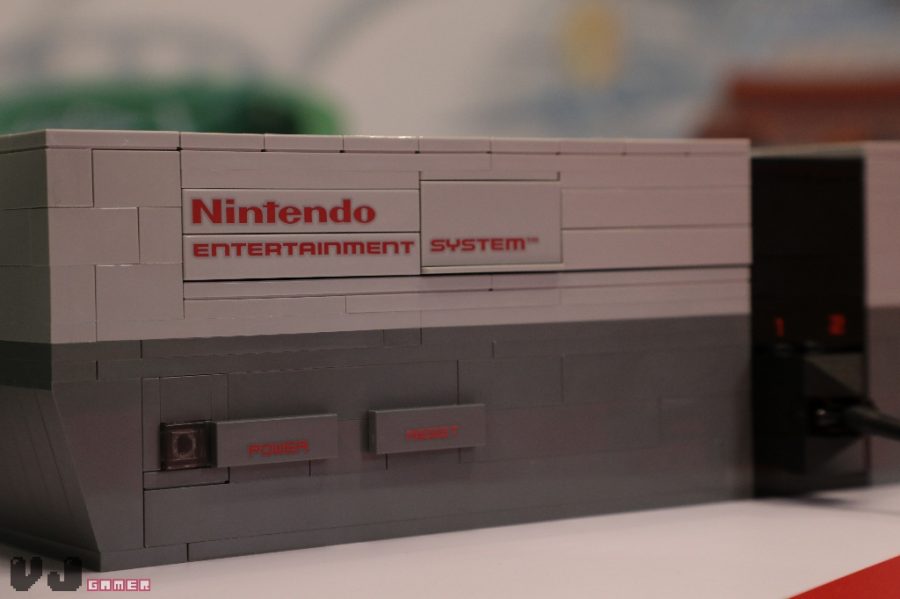 Nintendo
ENTERTAINMENT SYSTEM™
1 2
POWER RESET
VJ GAMER